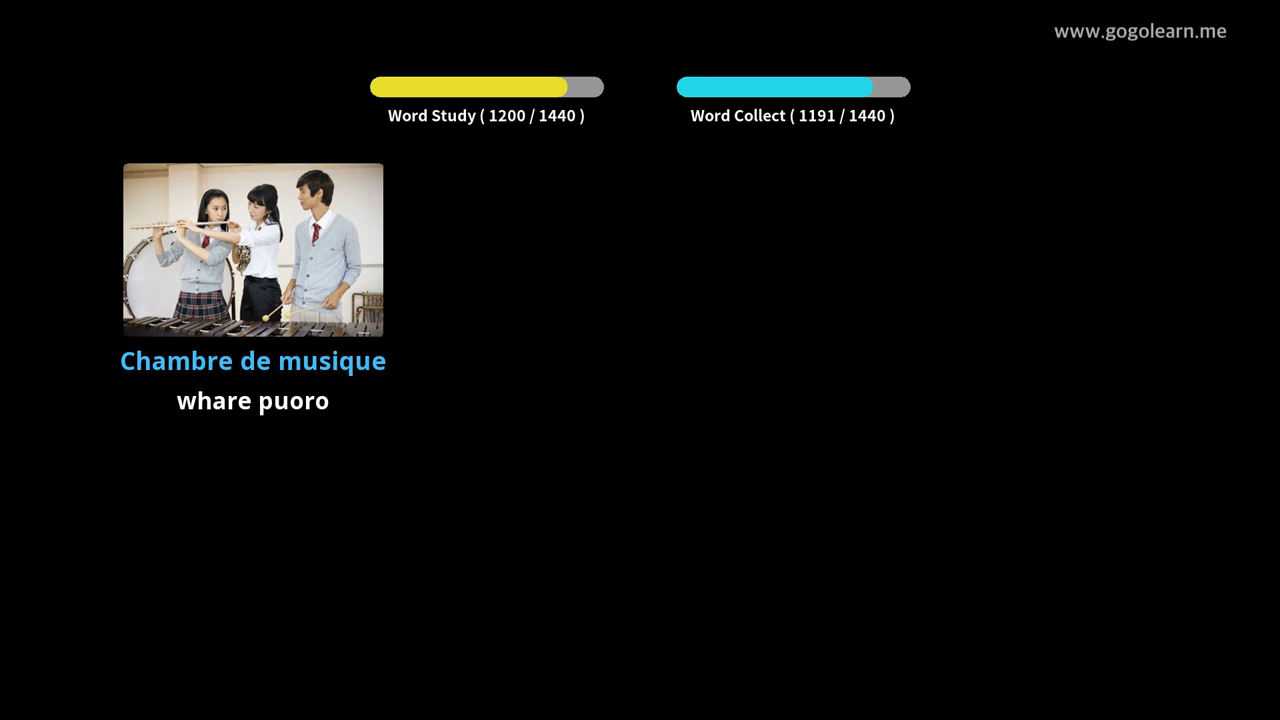 www.gogolearn.me
Word Study ( 1200 / 1440 )
Word Collect ( 1191 / 1440 )
Chambre de musique
whare puoro